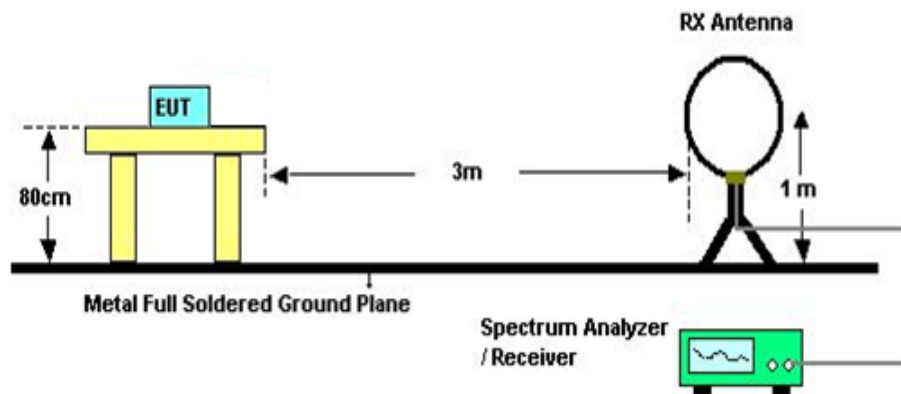 RX Antenna
EUT
80cm
3m
1 m
Metal Full Soldered Ground Plane
Spectrum Analyzer
/ Receiver